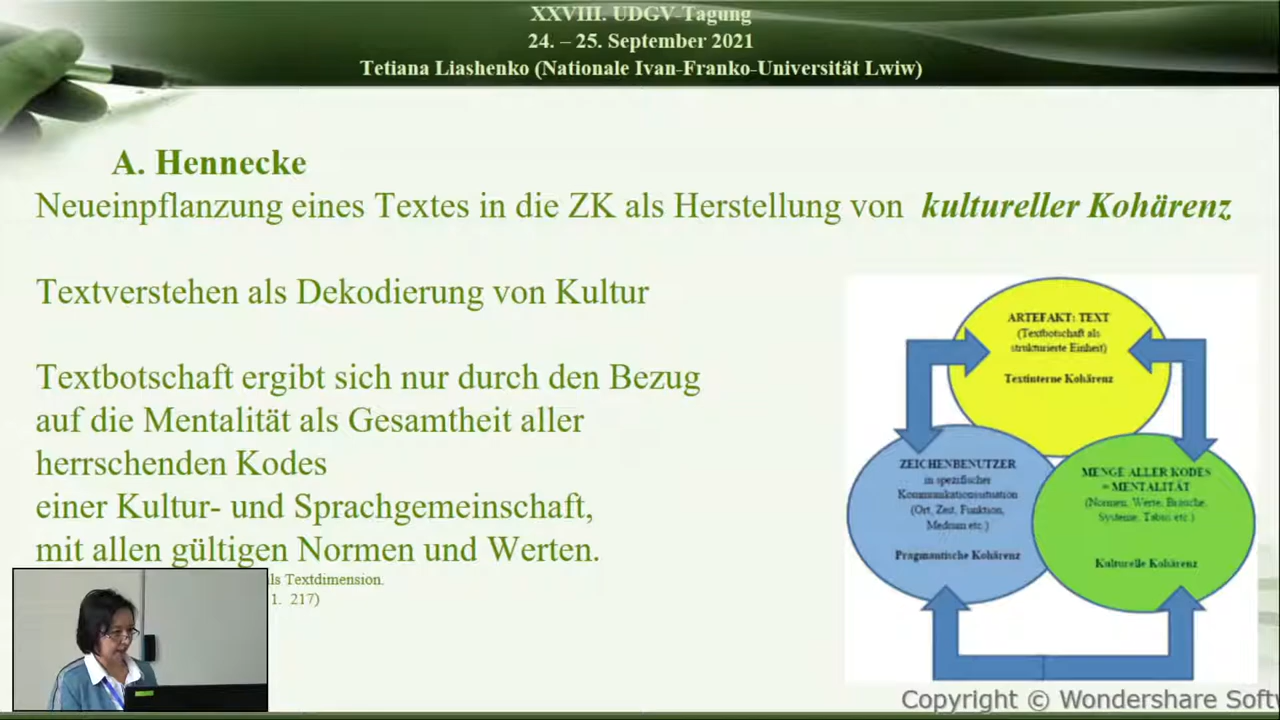 XXVIII. UDGV-Tagung
24. – 25. September 2021
Tetiana Liashenko (Nationale Ivan-Franko-Universität Lwiw)
A. Hennecke
Neueinpflanzung eines Textes in die ZK als Herstellung von kultureller Kohärenz
Textverstehen als Dekodierung von Kultur
Textbotschaft ergibt sich nur durch den Bezug
auf die Mentalität als Gesamtheit aller
herrschenden Kodes
einer Kultur- und Sprachgemeinschaft,
mit allen gültigen Normen und Werten.
ls Textdimension.
1. 217)
ARTEFAKT: TEXT
(Textbotschaft als
strukturierte Einheit)
Textinterne Kohärenz
ZEICHENBENUTZER
in spezifischer
Kommunikationssituation
(Ort, Zeit, Funktion,
Medium etc.)
Pragmantische Kohärenz
MENGE ALLER KODES
= MENTALITÄT
(Normen, Werte, Bräuche,
Systeme, Tabus etc.)
Kulturelle Kohärenz
Copyright © Wondershare Soft